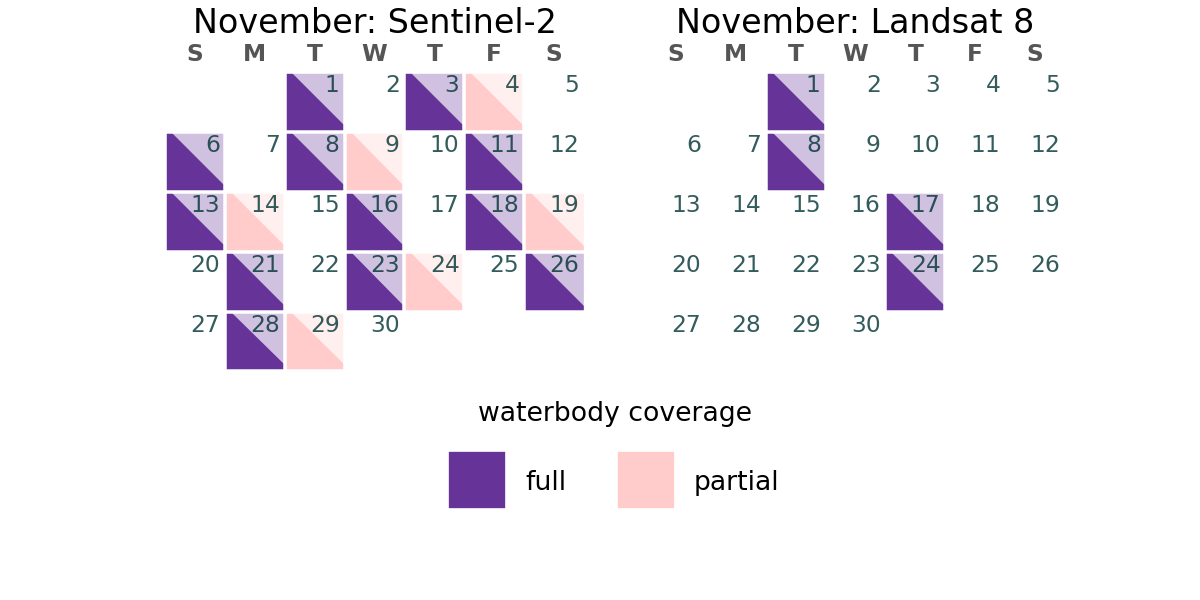 November: Sentinel-2
S M T W T F S
1 2 3 4 5
6 7 8 9 10 11 12
13 14 15 16 17 18 19
20 21 22 23 24 25 26
27 28 29 30
November: Landsat 8
S M T W T F S
1 2 3 4 5
6 7 8 9 10 11 12
13 14 15 16 17 18 19
20 21 22 23 24 25 26
27 28 29 30
waterbody coverage
full
partial